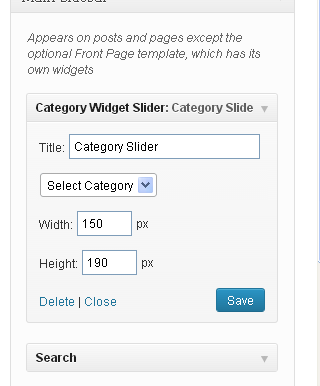 Main Sidebar
Appears on posts and pages except the
optional Front Page template, which has its
own widgets
Category Widget Slider: Category Slide
Title: Category Slider
Select Category
Width: 150 px
Height: 190 px
Delete | Close
Save
Search